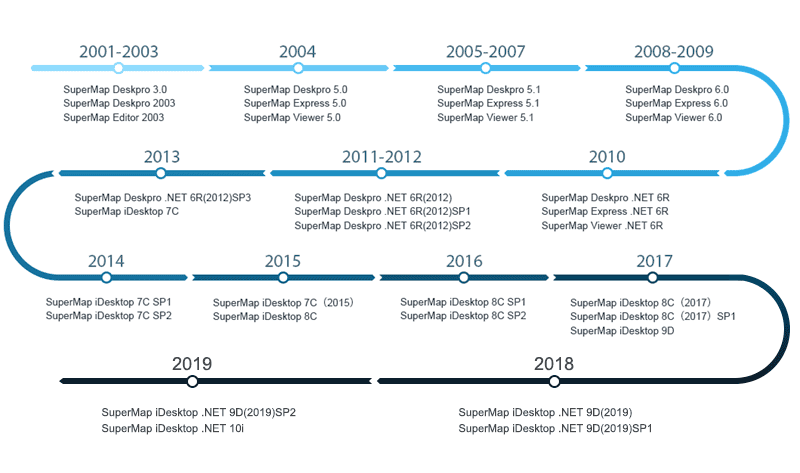 2001-2003
SuperMap Deskpro 3.0
SuperMap Deskpro 2003
SuperMap Editor 2003
2004
SuperMap Deskpro 5.0
SuperMap Express 5.0
SuperMap Viewer 5.0
2005-2007
SuperMap Deskpro 5.1
SuperMap Express 5.1
SuperMap Viewer 5.1
2008-2009
SuperMap Deskpro 6.0
SuperMap Express 6.0
SuperMap Viewer 6.0
2010
SuperMap Deskpro .NET 6R
SuperMap Express .NET 6R
SuperMap Viewer .NET 6R
2011-2012
SuperMap Deskpro .NET 6R(2012)
SuperMap Deskpro .NET 6R(2012)SP1
SuperMap Deskpro .NET 6R(2012)SP2
2013
SuperMap Deskpro .NET 6R(2012)SP3
SuperMap iDesktop 7C
2014
SuperMap iDesktop 7C SP1
SuperMap iDesktop 7C SP2
2015
SuperMap iDesktop 7C（2015）
SuperMap iDesktop 8C
2016
SuperMap iDesktop 8C SP1
SuperMap iDesktop 8C SP2
2017
SuperMap iDesktop 8C（2017）
SuperMap iDesktop 8C（2017）SP1
SuperMap iDesktop 9D
2018
SuperMap iDesktop .NET 9D(2019)
SuperMap iDesktop .NET 9D(2019)SP1
2019
SuperMap iDesktop .NET 9D(2019)SP2
SuperMap iDesktop .NET 10i